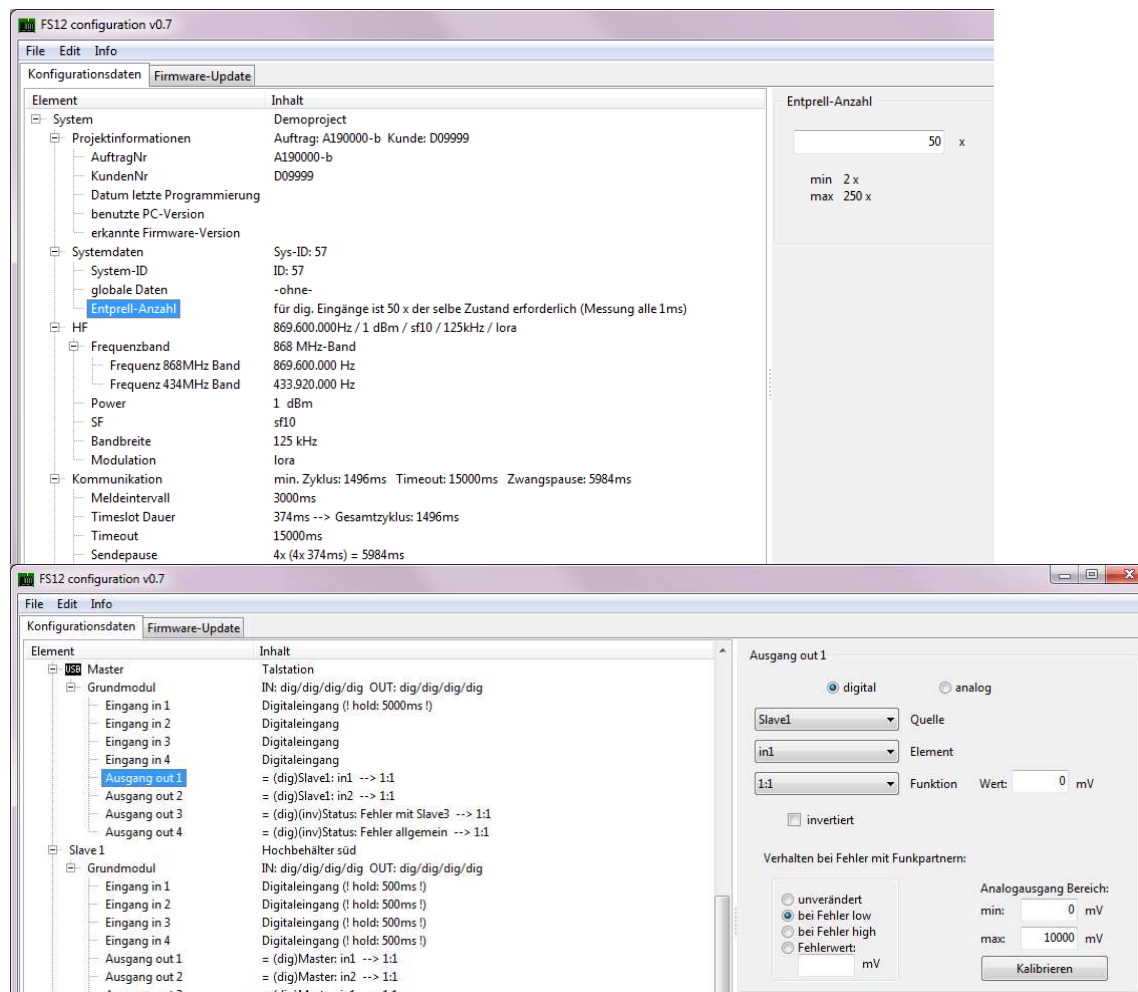 FS12 configuration v0.7
File Edit Info
Konfigurationsdaten Firmware-Update
Element Inhalt
System Demoproject
Projektinformationen Auftrag: A190000-b Kunde: D09999
AuftragNr A190000-b
KundenNr D09999
Datum letzte Programmierung
benutzte PC-Version
erkannte Firmware-Version
Systemdaten Sys-ID: 57
System-ID ID: 57
globale Daten -ohne-
Entprell-Anzahl für dig. Eingänge ist 50 x der selbe Zustand erforderlich (Messung alle 1ms)
HF 869.600.000Hz / 1 dBm / sf10 / 125kHz / lora
Frequenzband 868 MHz-Band
Frequenz 868MHz Band 869.600.000 Hz
Frequenz 434MHz Band 433.920.000 Hz
Power 1 dBm
SF sf10
Bandbreite 125 kHz
Modulation lora
Kommunikation min. Zyklus: 1496ms Timeout: 15000ms Zwangspause: 5984ms
Meldeintervall 3000ms
Timeslot Dauer 374ms --> Gesamtzyklus: 1496ms
Timeout 15000ms
Sendepause 4x (4x 374ms) = 5984ms
Entprell-Anzahl
50 x
min 2 x
max 250 x
FS12 configuration v0.7
File Edit Info
Konfigurationsdaten Firmware-Update
Element Inhalt
USB Master Talstation
Grundmodul IN: dig/dig/dig/dig OUT: dig/dig/dig/dig
Eingang in 1 Digitaleingang (! hold: 5000ms !)
Eingang in 2 Digitaleingang
Eingang in 3 Digitaleingang
Eingang in 4 Digitaleingang
Ausgang out 1 = (dig)Slave1: in1 --> 1:1
Ausgang out 2 = (dig)Slave1: in2 --> 1:1
Ausgang out 3 = (dig)(inv)Status: Fehler mit Slave3 --> 1:1
Ausgang out 4 = (dig)(inv)Status: Fehler allgemein --> 1:1
Slave 1 Hochbehälter süd
Grundmodul IN: dig/dig/dig/dig OUT: dig/dig/dig/dig
Eingang in 1 Digitaleingang (! hold: 500ms !)
Eingang in 2 Digitaleingang (! hold: 500ms !)
Eingang in 3 Digitaleingang (! hold: 500ms !)
Eingang in 4 Digitaleingang (! hold: 500ms !)
Ausgang out 1 = (dig)Master: in1 --> 1:1
Ausgang out 2 = (dig)Master: in2 --> 1:1
Ausgang out 1
digital analog
Slave1 Quelle
in1 Element
1:1 Funktion Wert: 0 mV
invertiert
Verhalten bei Fehler mit Funkpartnern:
unverändert
bei Fehler low
bei Fehler high
Fehlerwert:
mV
Analogausgang Bereich:
min: 0 mV
max: 10000 mV
Kalibrieren